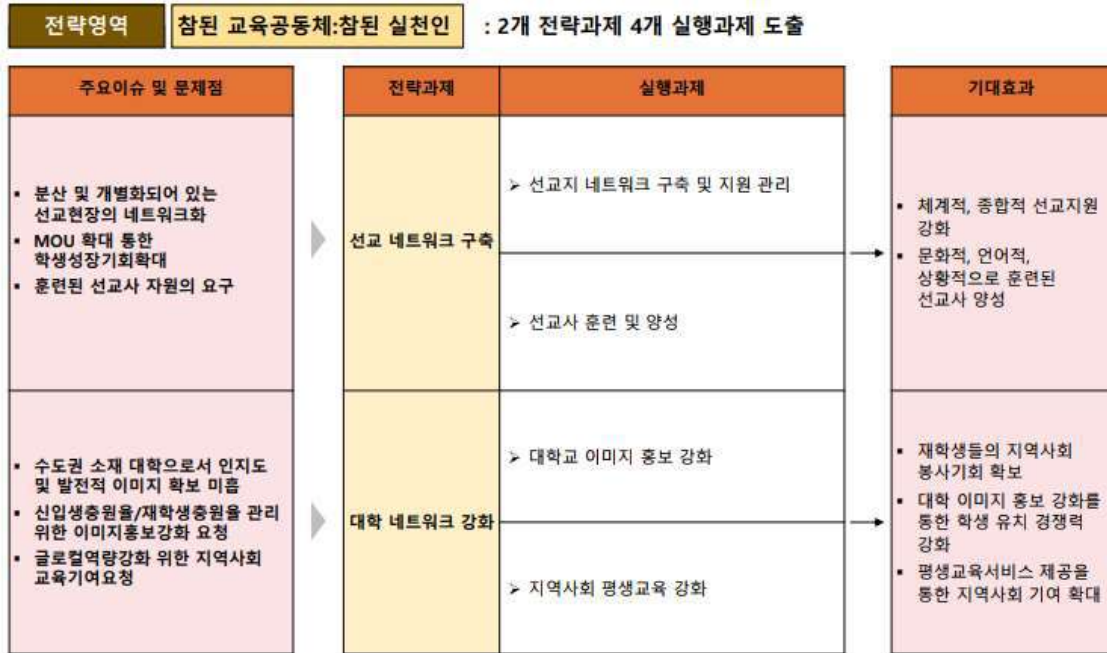 전략영역 참된 교육공동체:참된 실천인 : 2개 전략과제 4개 실행과제 도출
주요이슈 및 문제점
▪ 분산 및 개별화되어 있는
선교현장의 네트워크화
▪ MOU 확대 통한
학생성장기회확대
▪ 훈련된 선교사 자원의 요구
▪ 수도권 소재 대학으로서 인지도
및 발전적 이미지 확보 미흡
▪ 신입생충원율/재학생충원율 관리
위한 이미지홍보강화 요청
▪ 글로컬역량강화 위한 지역사회
교육기여요청
전략과제
실행과제
선교 네트워크 구축
➢ 선교지 네트워크 구축 및 지원 관리
➢ 선교사 훈련 및 양성
대학 네트워크 강화
➢ 대학교 이미지 홍보 강화
➢ 지역사회 평생교육 강화
기대효과
▪ 체계적, 종합적 선교지원
강화
▪ 문화적, 언어적,
상황적으로 훈련된
선교사 양성
▪ 재학생들의 지역사회
봉사기회 확보
▪ 대학 이미지 홍보 강화를
통한 학생 유치 경쟁력
강화
▪ 평생교육서비스 제공을
통한 지역사회 기여 확대